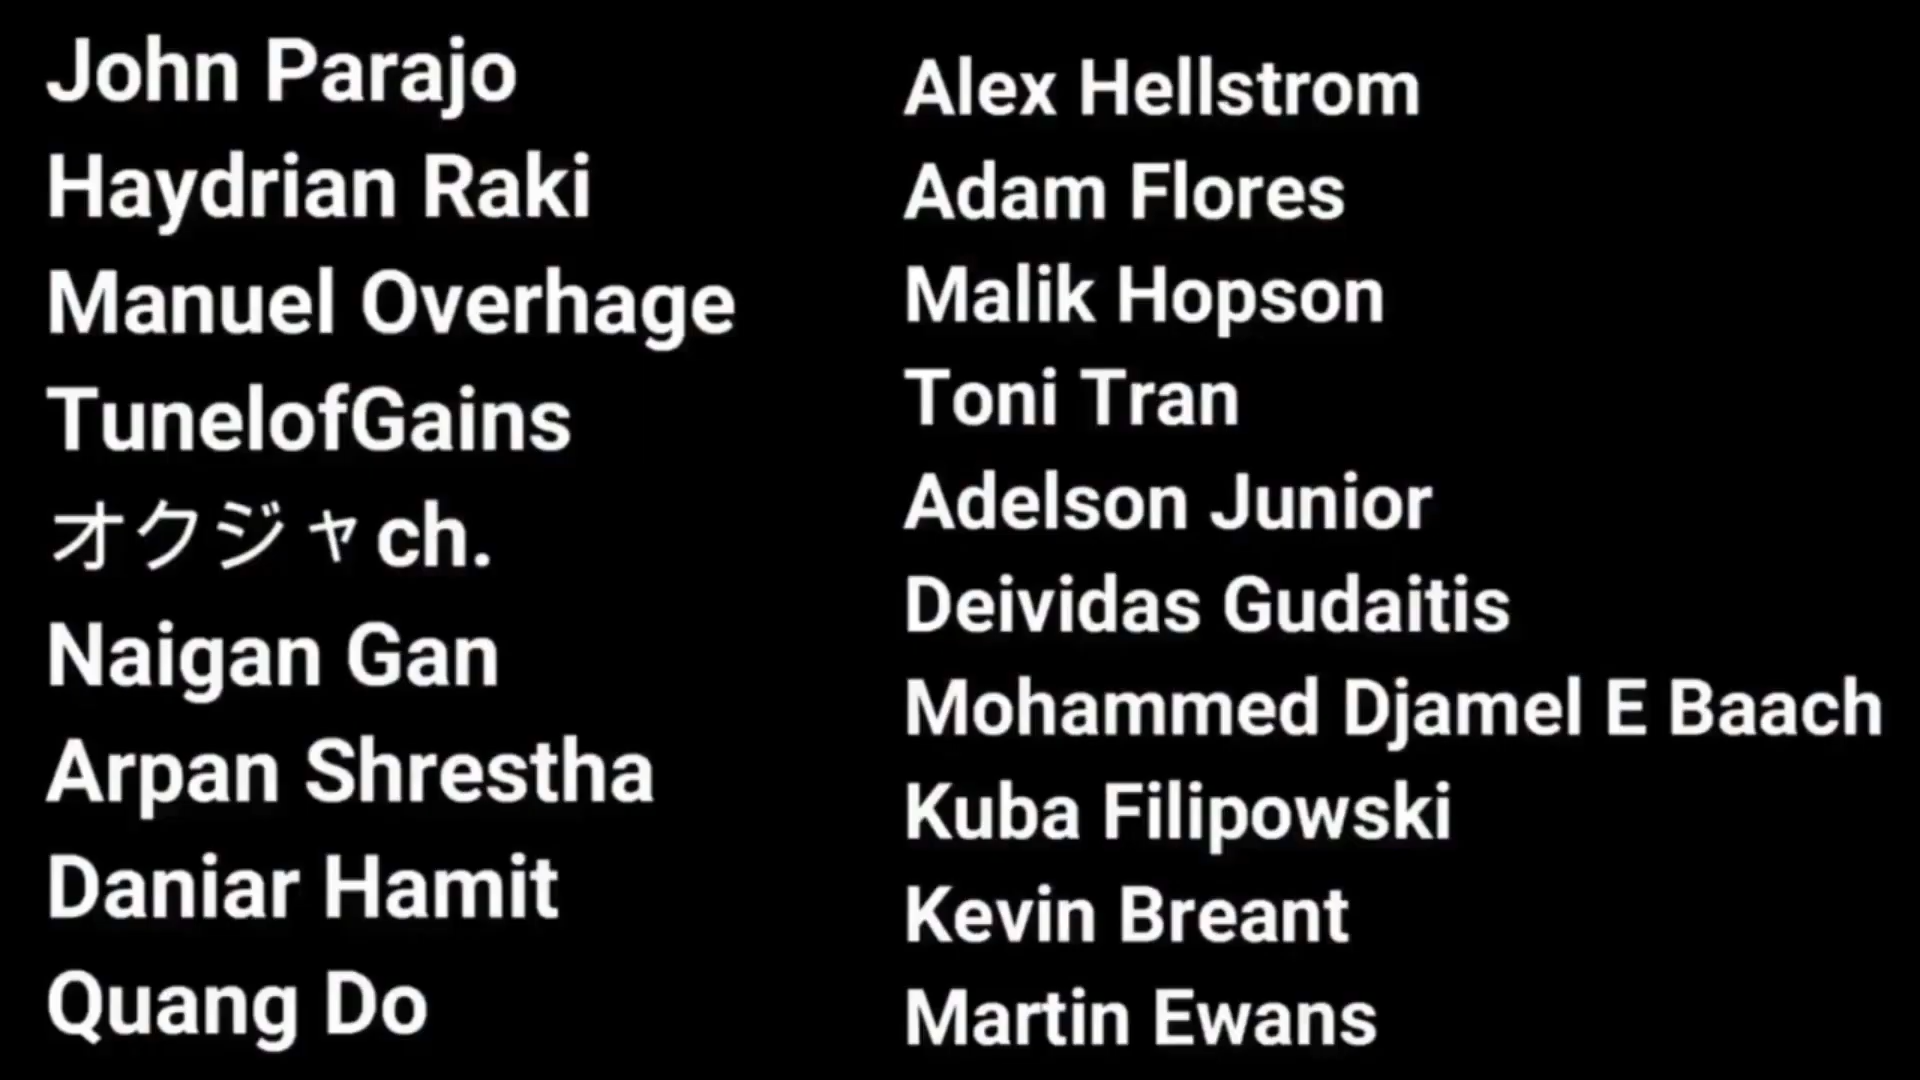 John Parajo
Haydrian Raki
Manuel Overhage
TunelofGains
オクジャch.
Naigan Gan
Arpan Shrestha
Daniar Hamit
Quang Do
Alex Hellstrom
Adam Flores
Malik Hopson
Toni Tran
Adelson Junior
Deividas Gudaitis
Mohammed Djamel E Baach
Kuba Filipowski
Kevin Breant
Martin Ewans